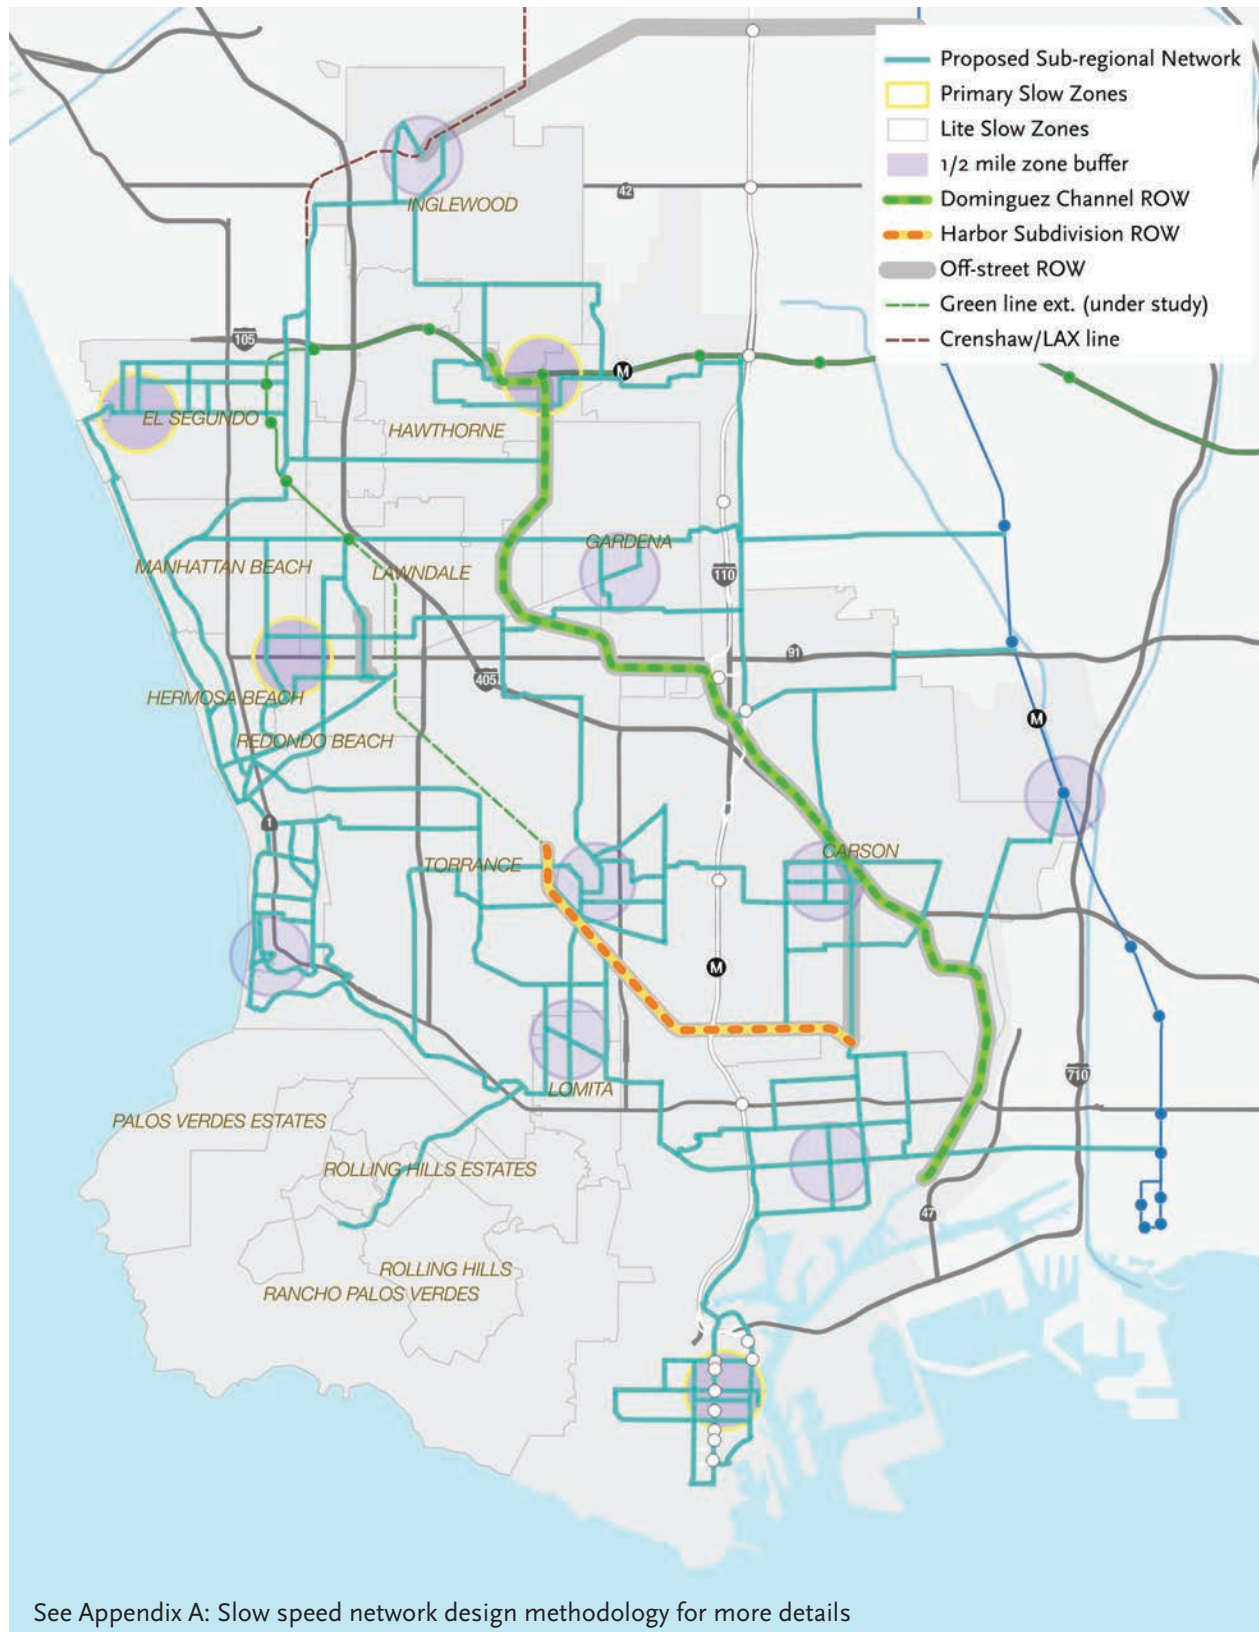 Proposed Sub-regional Network
Primary Slow Zones
Lite Slow Zones
1/2 mile zone buffer
Dominguez Channel ROW
Harbor Subdivision ROW
Off-street ROW
Green line ext. (under study)
Crenshaw/LAX line
42
INGLEWOOD
105
M
EL SEGUNDO
HAWTHORNE
GARDENA
MANHATTAN BEACH
LAWNDALE
110
91
405
HERMOSA BEACH
M
REDONDO BEACH
1
CARSON
TORRANCE
M
710
LOMITA
PALOS VERDES ESTATES
ROLLING HILLS ESTATES
47
ROLLING HILLS
RANCHO PALOS VERDES
See Appendix A: Slow speed network design methodology for more details